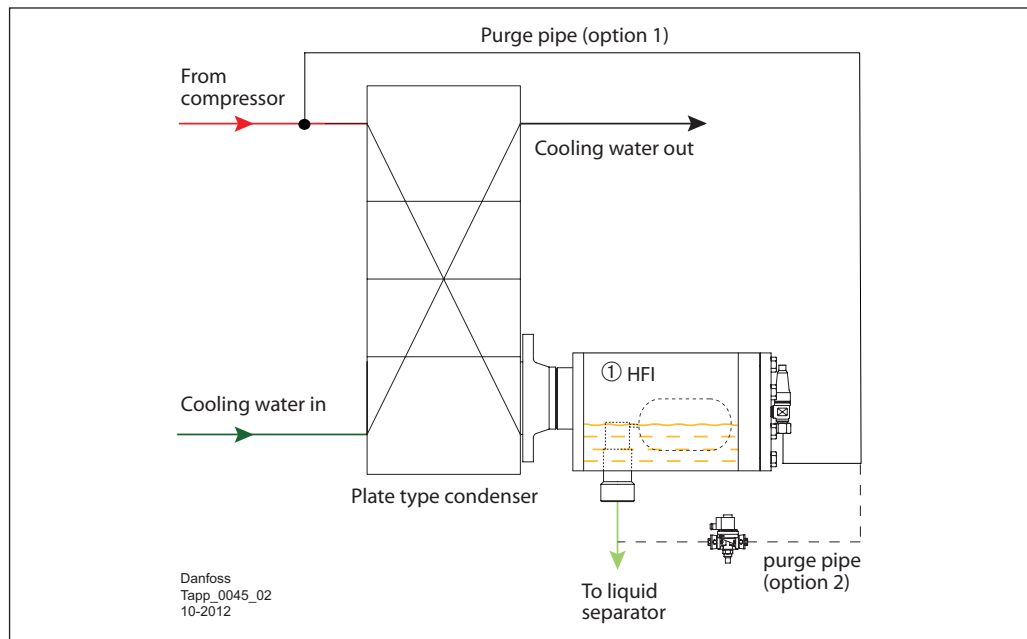 Purge pipe (option 1)
From
compressor
Cooling water out
① HFI
Cooling water in
Plate type condenser
purge pipe
(option 2)
To liquid
separator
Danfoss
Tapp_0045_02
10-2012